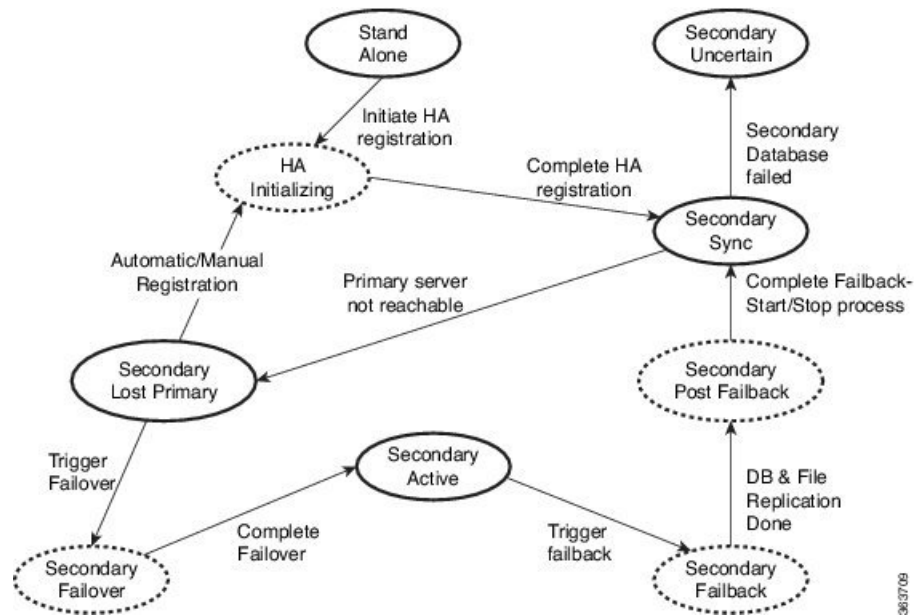 Stand
Alone
Secondary
Uncertain
Initiate HA
registration
Secondary
Database
failed
HA
Initializing
Complete HA
registration
Secondary
Sync
Automatic/Manual
Registration
Primary server
not reachable
Complete Failback-
Start/Stop process
Secondary
Lost Primary
Secondary
Post Failback
Trigger
Failover
Secondary
Active
DB & File
Replication
Done
Complete
Failover
Trigger
failback
Secondary
Failover
Secondary
Failback